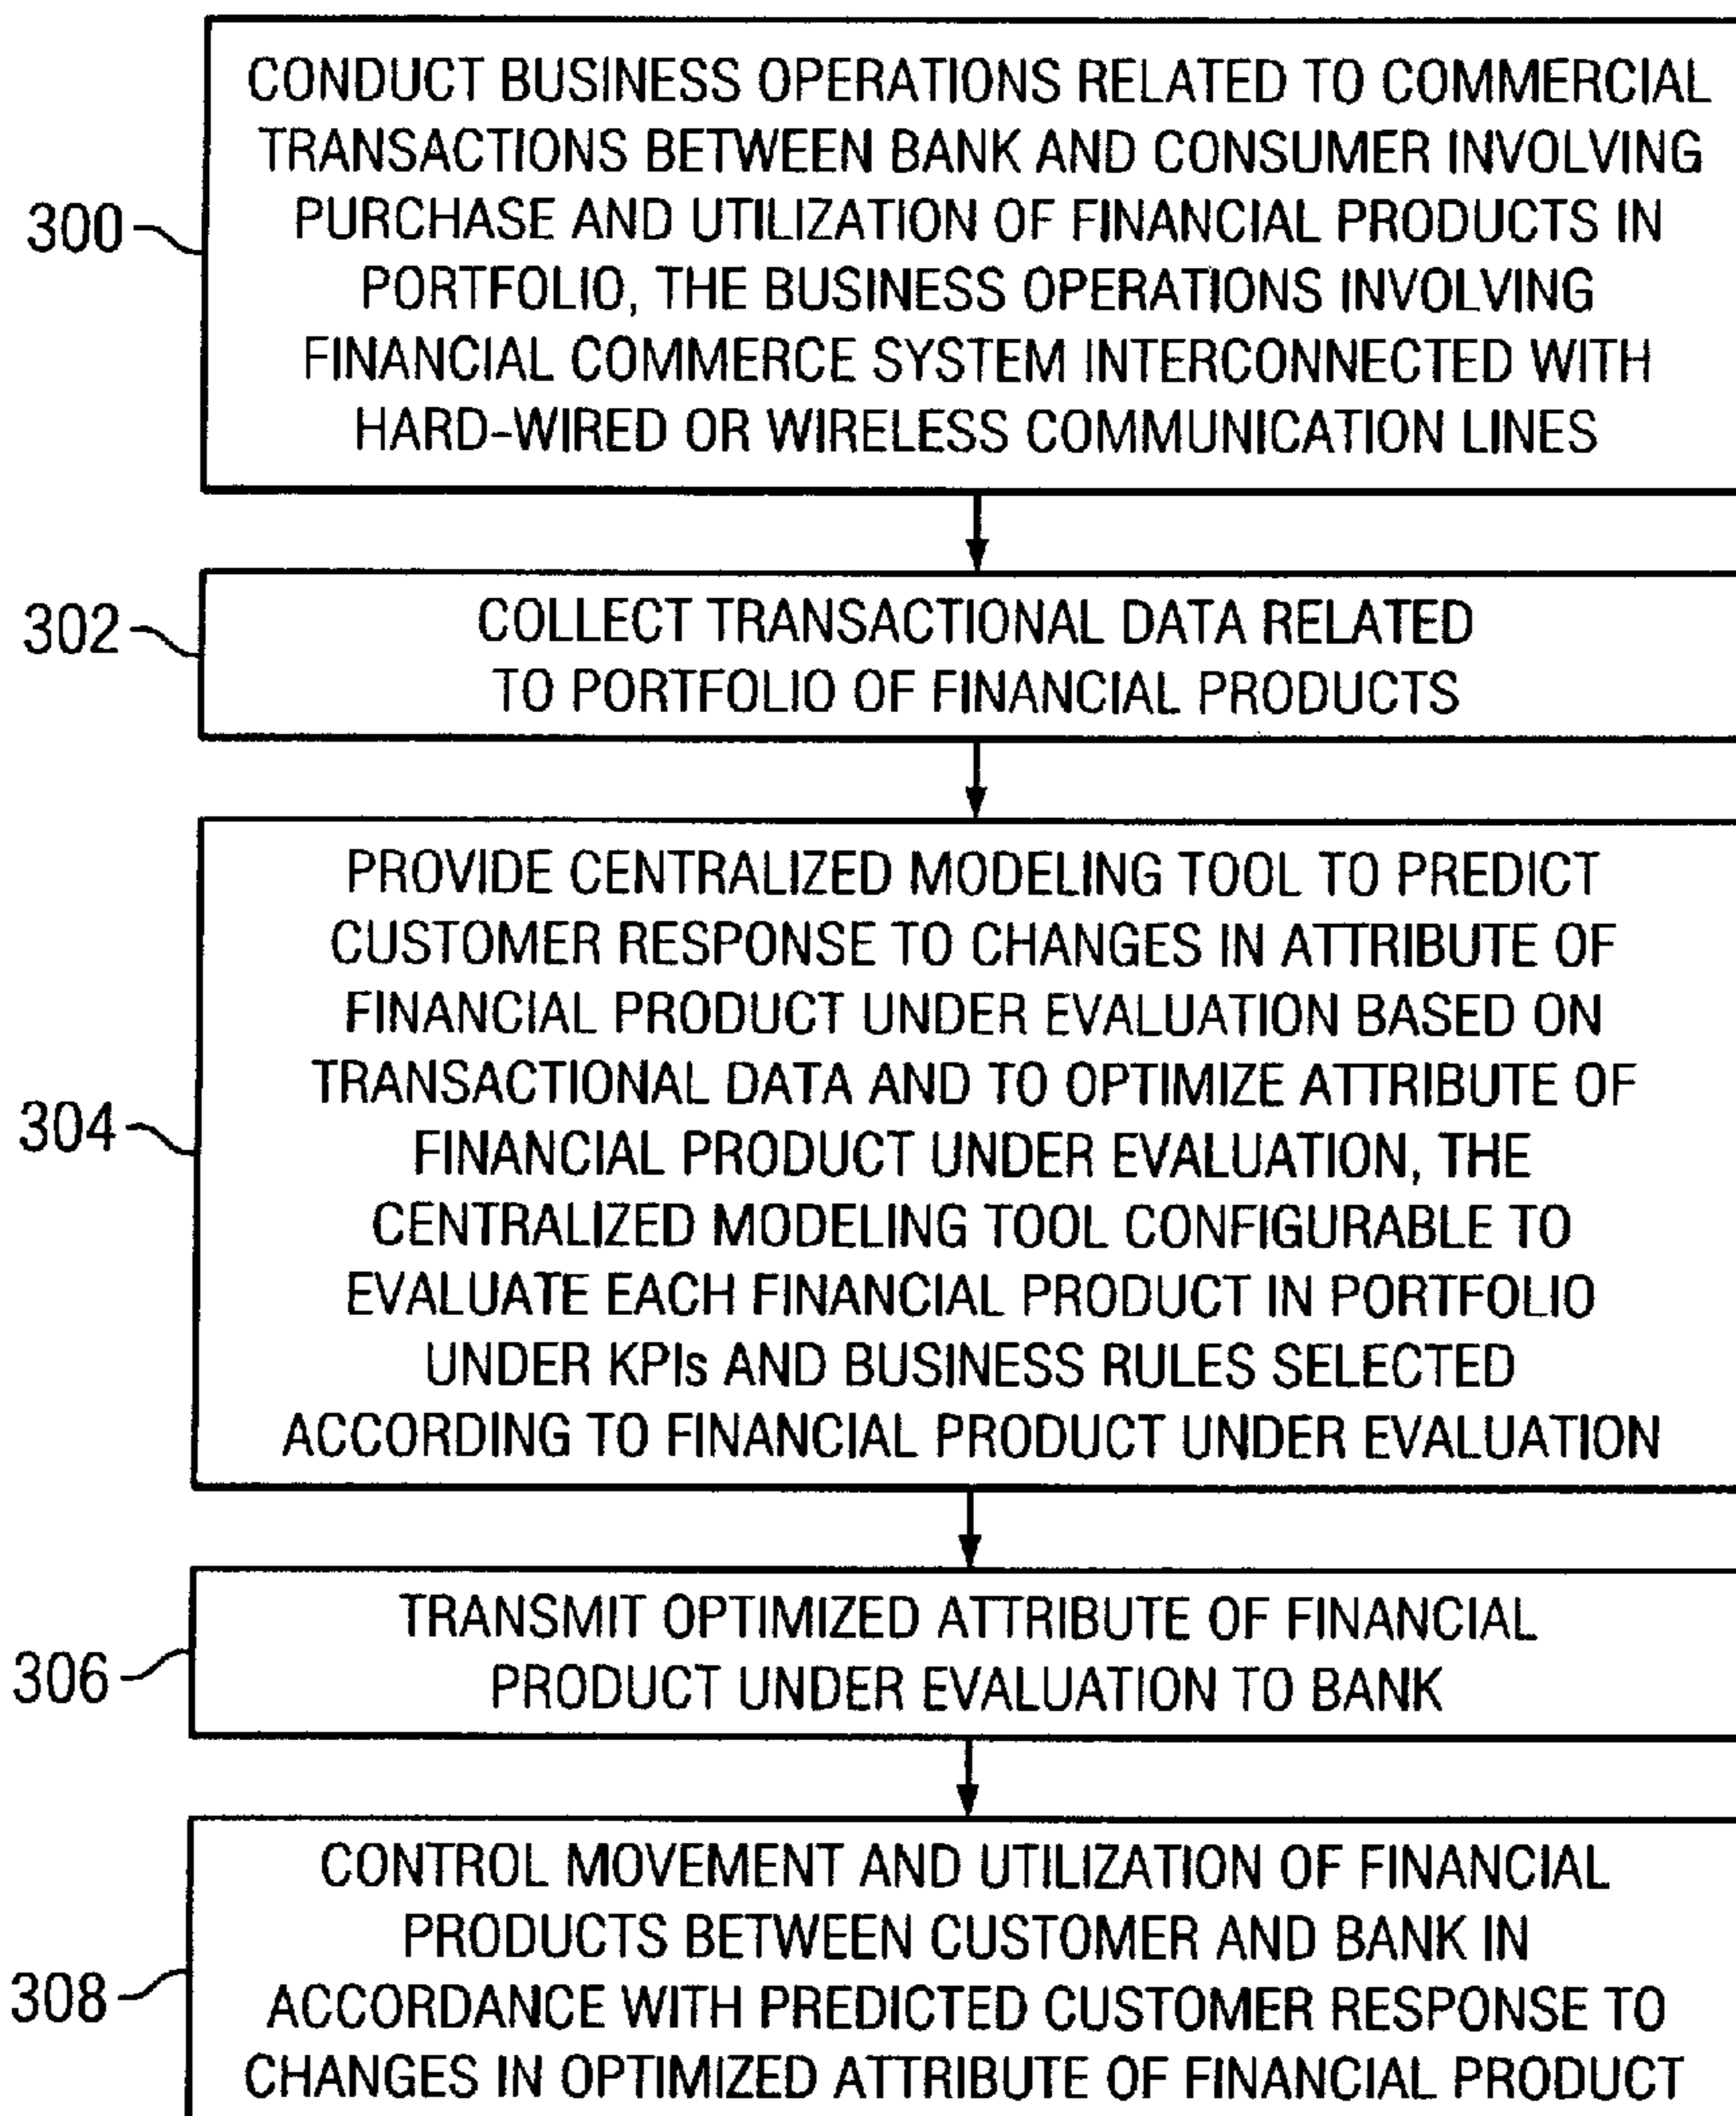 CONDUCT BUSINESS OPERATIONS RELATED TO COMMERCIAL
TRANSACTIONS BETWEEN BANK AND CONSUMER INVOLVING
300
PURCHASE AND UTILIZATION OF FINANCIAL PRODUCTS IN
PORTFOLIO, THE BUSINESS OPERATIONS INVOLVING
FINANCIAL COMMERCE SYSTEM INTERCONNECTED WITH
HARD-WIRED OR WIRELESS COMMUNICATION LINES
302
COLLECT TRANSACTIONAL DATA RELATED
TO PORTFOLIO OF FINANCIAL PRODUCTS
PROVIDE CENTRALIZED MODELING TOOL TO PREDICT
CUSTOMER RESPONSE TO CHANGES IN ATTRIBUTE OF
FINANCIAL PRODUCT UNDER EVALUATION BASED ON
TRANSACTIONAL DATA AND TO OPTIMIZE ATTRIBUTE OF
304
FINANCIAL PRODUCT UNDER EVALUATION, THE
CENTRALIZED MODELING TOOL CONFIGURABLE TO
EVALUATE EACH FINANCIAL PRODUCT IN PORTFOLIO
UNDER KPIs AND BUSINESS RULES SELECTED
ACCORDING TO FINANCIAL PRODUCT UNDER EVALUATION
TRANSMIT OPTIMIZED ATTRIBUTE OF FINANCIAL
306
PRODUCT UNDER EVALUATION TO BANK
CONTROL MOVEMENT AND UTILIZATION OF FINANCIAL
PRODUCTS BETWEEN CUSTOMER AND BANK IN
308
ACCORDANCE WITH PREDICTED CUSTOMER RESPONSE TO
CHANGES IN OPTIMIZED ATTRIBUTE OF FINANCIAL PRODUCT